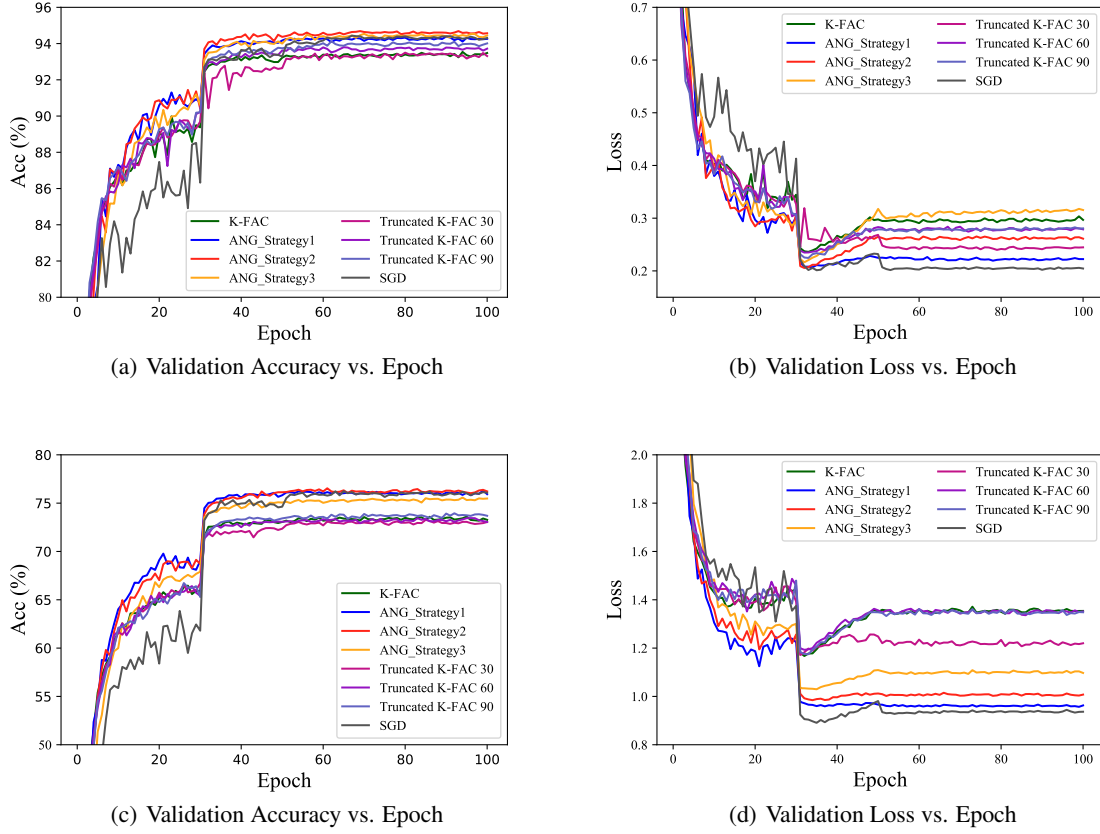 96
94
92
90
88
86
84
82
80
Acc (%)
K-FAC
ANG_Strategy1
ANG_Strategy2
ANG_Strategy3
Truncated K-FAC 30
Truncated K-FAC 60
Truncated K-FAC 90
SGD
0 20 40 60 80 100
Epoch
(a) Validation Accuracy vs. Epoch
0.7
0.6
0.5
0.4
0.3
0.2
Loss
K-FAC
ANG_Strategy1
ANG_Strategy2
ANG_Strategy3
Truncated K-FAC 30
Truncated K-FAC 60
Truncated K-FAC 90
SGD
0 20 40 60 80 100
Epoch
(b) Validation Loss vs. Epoch
80
75
70
65
60
55
50
Acc (%)
K-FAC
ANG_Strategy1
ANG_Strategy2
ANG_Strategy3
Truncated K-FAC 30
Truncated K-FAC 60
Truncated K-FAC 90
SGD
0 20 40 60 80 100
Epoch
(c) Validation Accuracy vs. Epoch
2.0
1.8
1.6
1.4
1.2
1.0
0.8
Loss
K-FAC
ANG_Strategy1
ANG_Strategy2
ANG_Strategy3
Truncated K-FAC 30
Truncated K-FAC 60
Truncated K-FAC 90
SGD
0 20 40 60 80 100
Epoch
(d) Validation Loss vs. Epoch